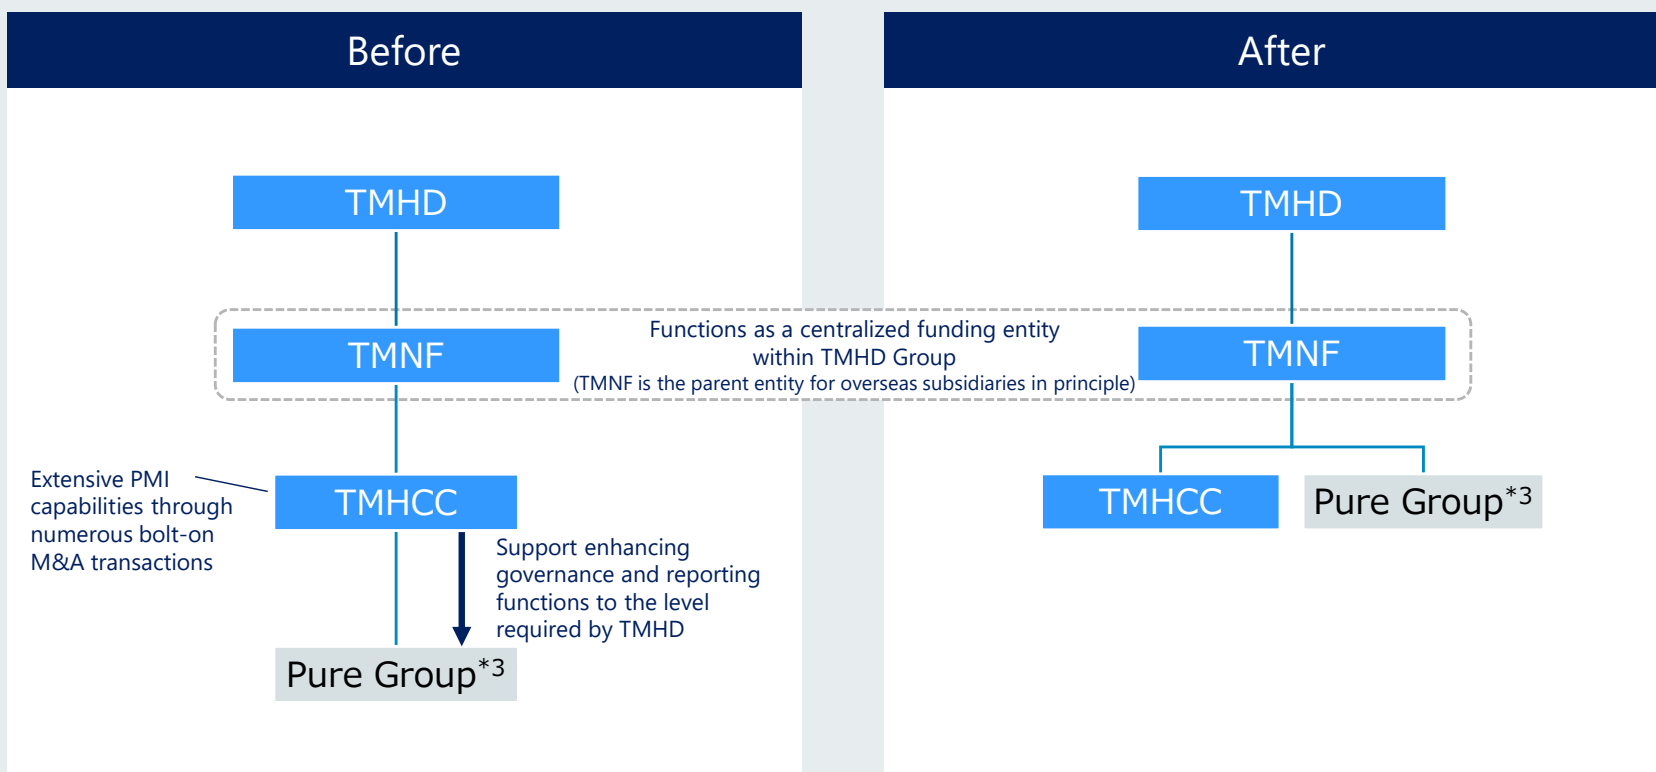 Before
After
TMHD
TMHD
Functions as a centralized funding entity
within TMHD Group
(TMNF is the parent entity for overseas subsidiaries in principle)
TMNF
TMNF
Extensive PMI
capabilities through
numerous bolt-on
M&A transactions
TMHCC
Support enhancing
governance and reporting
functions to the level
required by TMHD
Pure Group*3
TMHCC
Pure Group*3